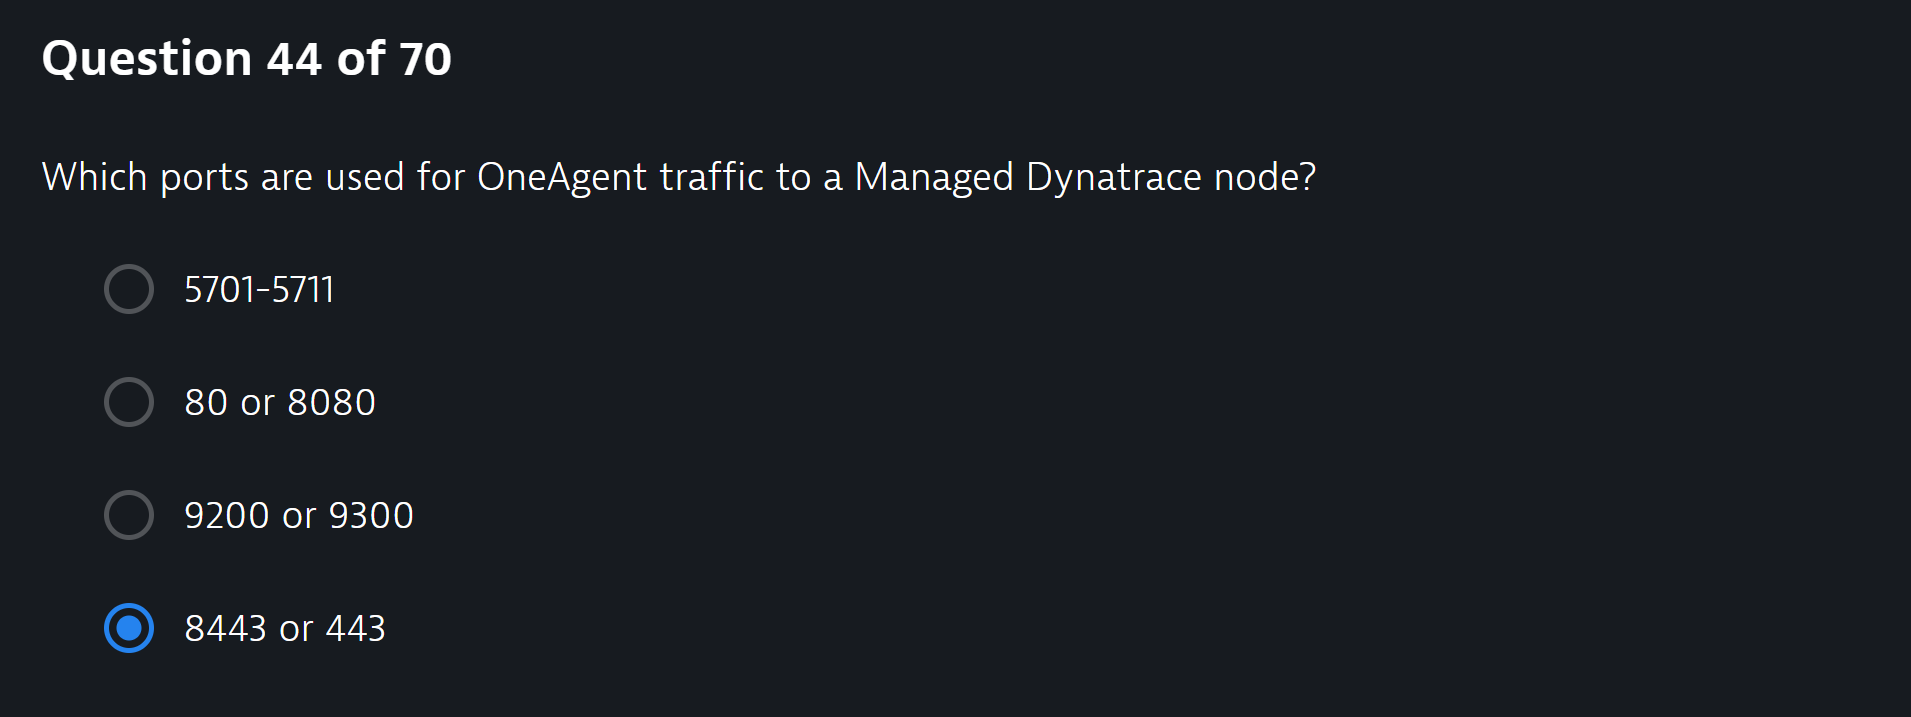 Question 44 of 70
Which ports are used for OneAgent traffic to a Managed Dynatrace node?
5701-5711
80 or 8080
9200 or 9300
8443 or 443